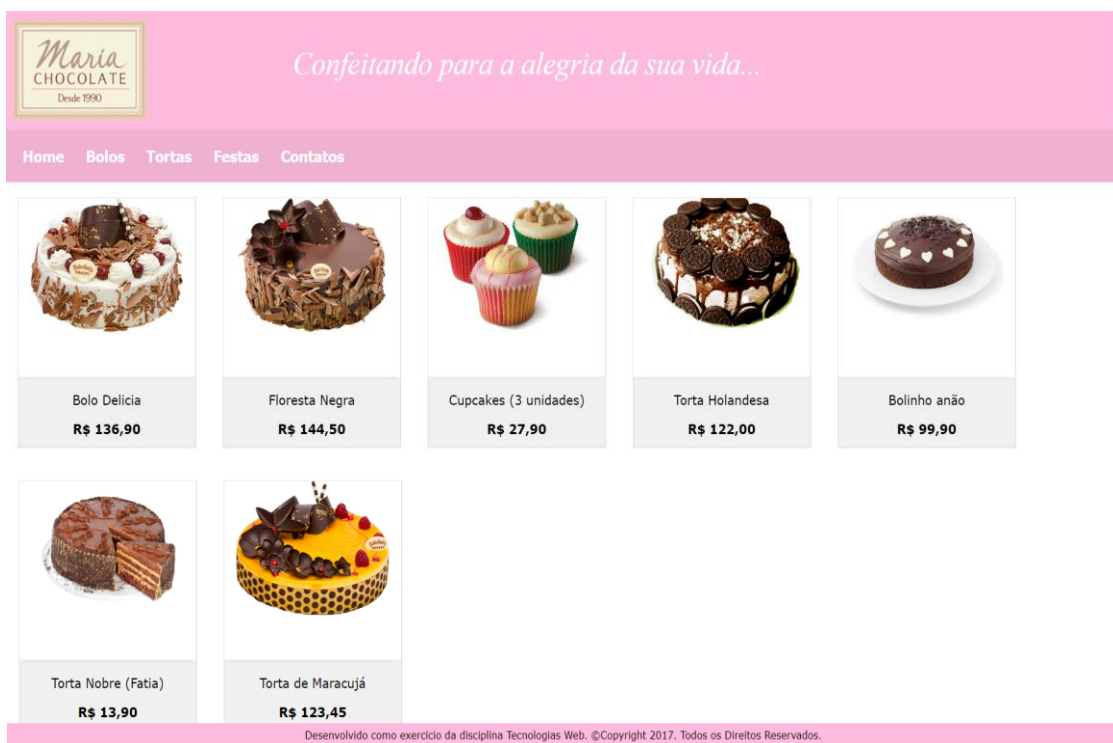 Maria
CHOCOLATE
Desde 1990
Confeitando para a alegria da sua vida...
Home Bolos Tortas Festas Contatos
Bolo Delicia
R$ 136,90
Floresta Negra
R$ 144,50
Cupcakes (3 unidades)
R$ 27,90
Torta Holandesa
R$ 122,00
Bolinho anão
R$ 99,90
Torta Nobre (Fatia)
R$ 13,90
Torta de Maracujá
R$ 123,45
Desenvolvido como exercício da disciplina Tecnologias Web. ©Copyright 2017. Todos os Direitos Reservados.